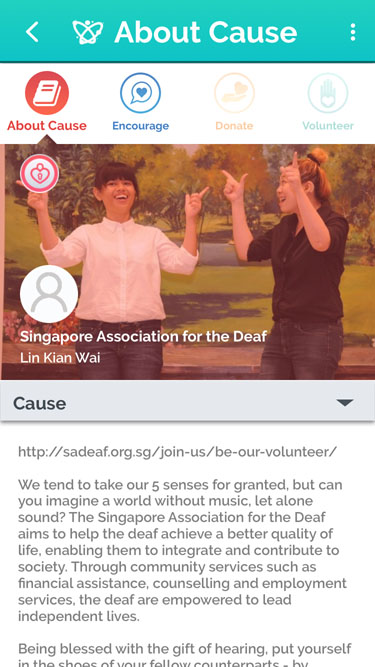 About Cause
About Cause
Encourage
Donate
Volunteer
Singapore Association for the Deaf
Lin Kian Wai
Cause
http://sadeaf.org.sg/join-us/be-our-volunteer/
We tend to take our 5 senses for granted, but can
you imagine a world without music, let alone
sound? The Singapore Association for the Deaf
aims to help the deaf achieve a better quality of
life, enabling them to integrate and contribute to
society. Through community services such as
financial assistance, counselling and employment
services, the deaf are empowered to lead
independent lives.
Being blessed with the gift of hearing, put yourself
in the shoes of your fellow counterparts - by